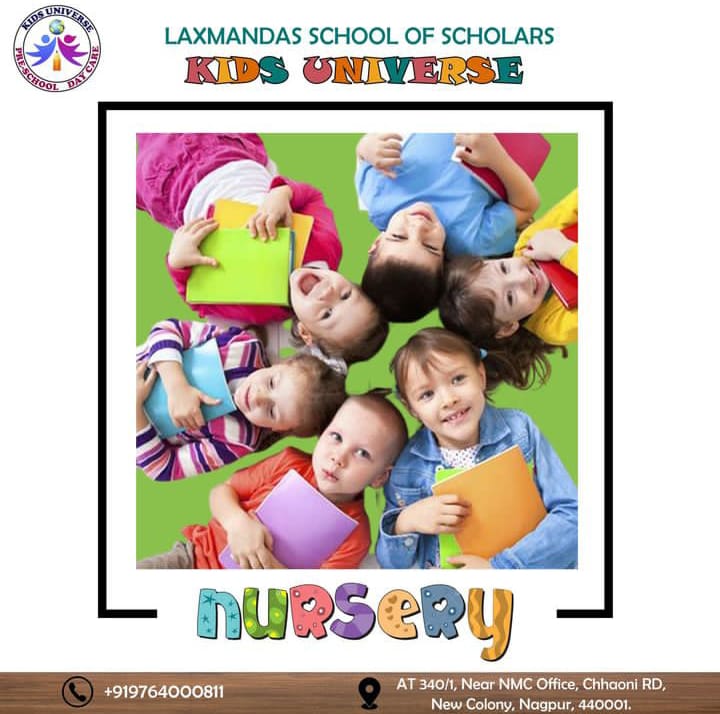 KIDS UNIVERSE
PRE-SCHOOL DAY CARE
LAXMANDAS SCHOOL OF SCHOLARS
KIDS UNIVERSE
NURSERY
+919764000811
AT 340/1, Near NMC Office, Chhaoni RD,
New Colony, Nagpur, 440001.